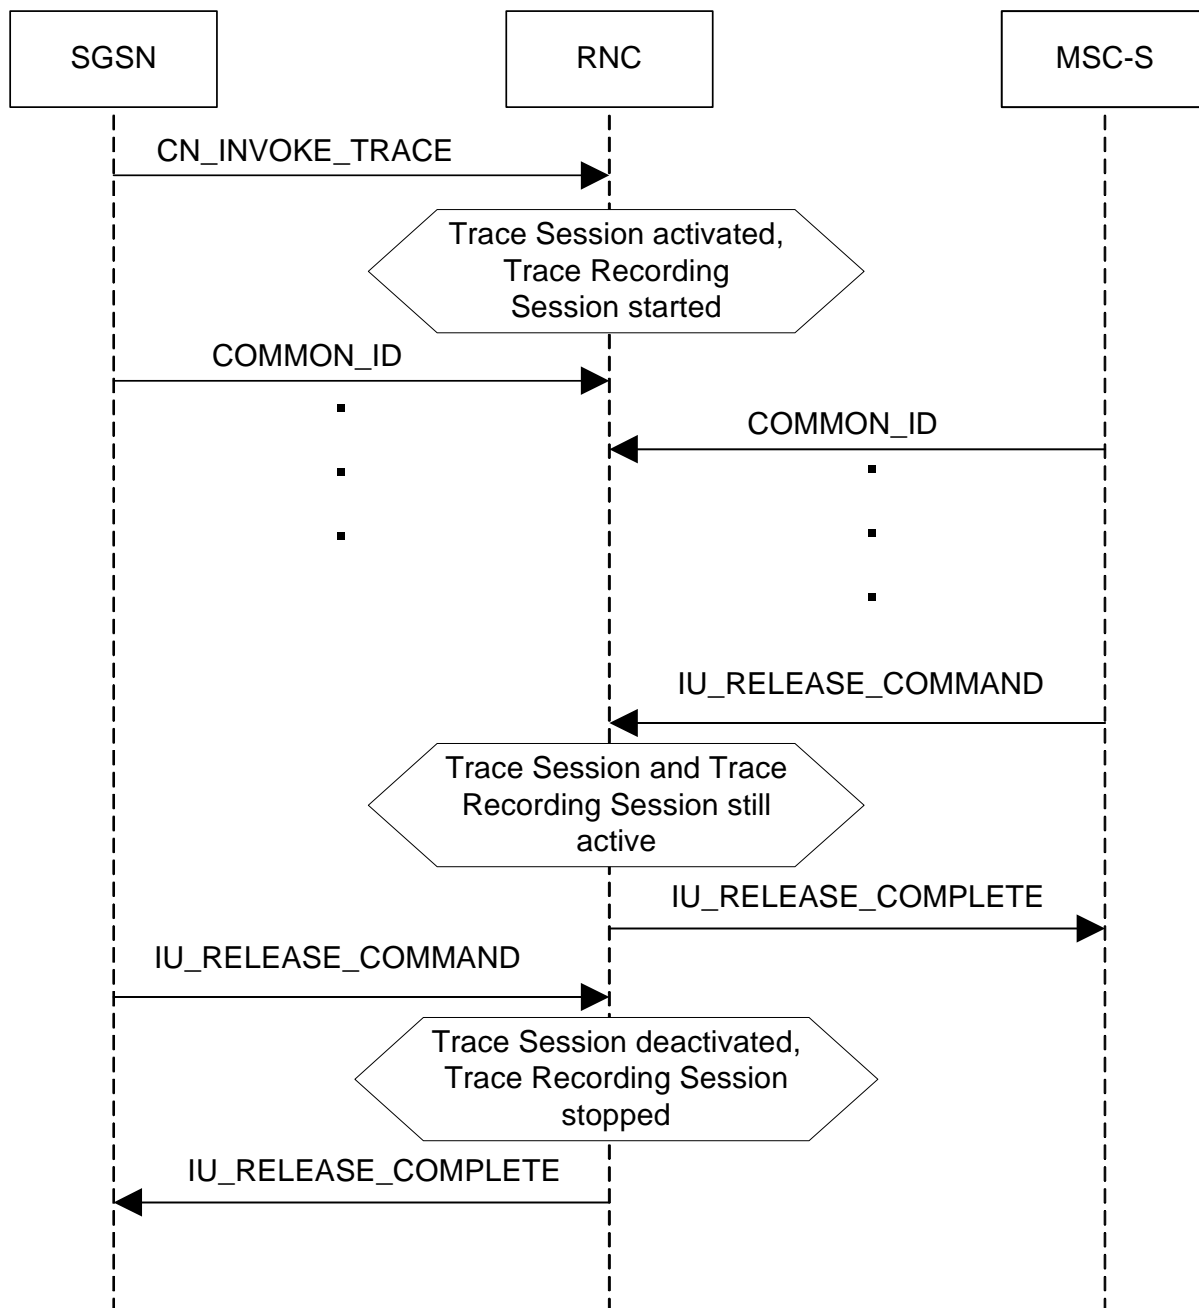 SGSN
RNC
MSC-S
CN_INVOKE_TRACE
Trace Session activated,
Trace Recording
Session started
COMMON_ID
COMMON_ID
IU_RELEASE_COMMAND
Trace Session and Trace
Recording Session still
active
IU_RELEASE_COMPLETE
IU_RELEASE_COMMAND
Trace Session deactivated,
Trace Recording Session
stopped
IU_RELEASE_COMPLETE